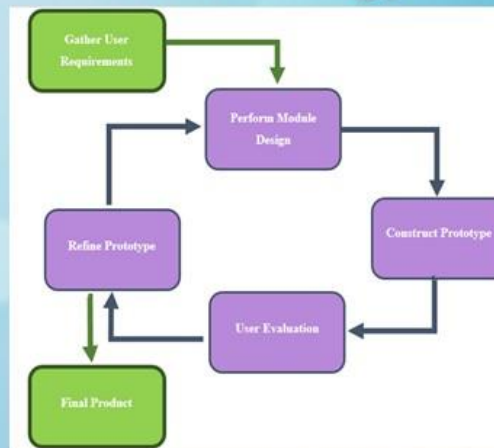 Gather User
Requirements
Perform Module
Design
Construct Prototype
User Evaluation
Refine Prototype
Final Product